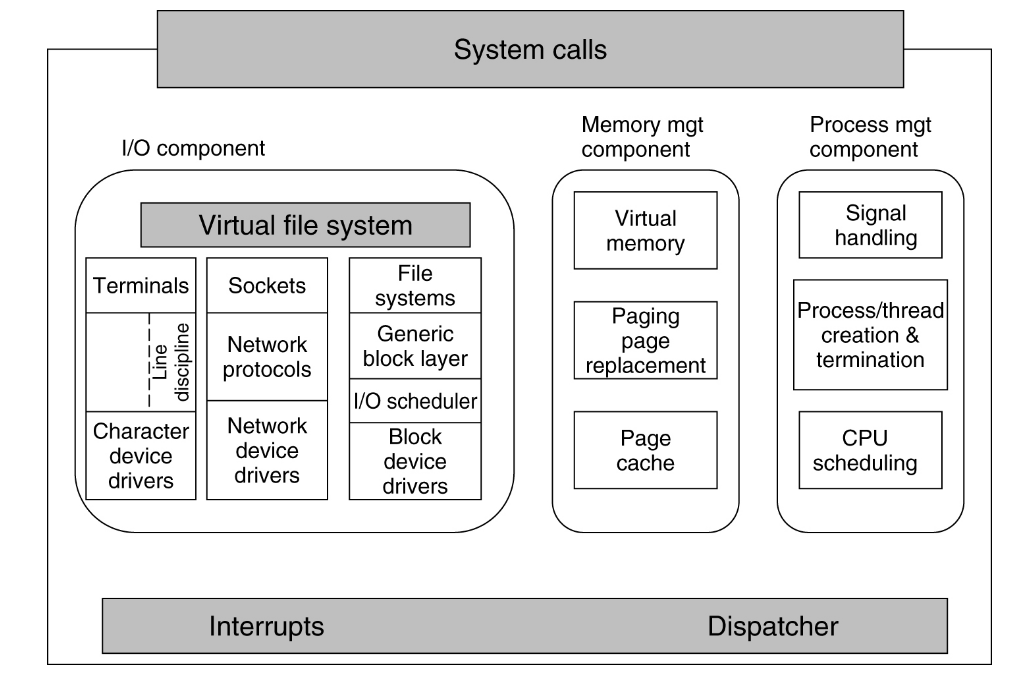 System calls
I/O component
Memory mgt
component
Process mgt
component
Virtual file system
Terminals
Line
discipline
Character
device
drivers
Sockets
Network
protocols
Network
device
drivers
File
systems
Generic
block layer
I/O scheduler
Block
device
drivers
Virtual
memory
Paging
page
replacement
Page
cache
Signal
handling
Process/thread
creation &
termination
CPU
scheduling
Interrupts
Dispatcher